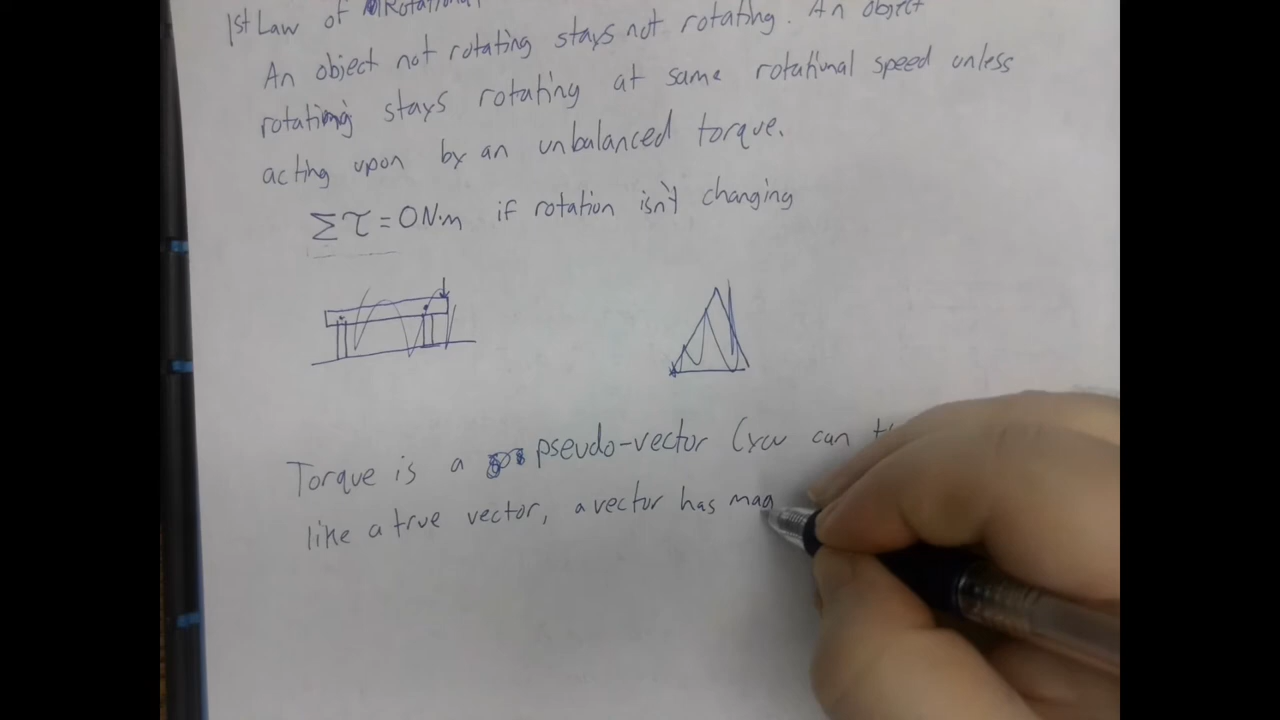 1st Law of Rotational
An object not rotating stays not rotating. An object
rotating stays rotating at same rotational speed unless
acting upon by an unbalanced torque.
Στ = 0 N·m if rotation isn't changing
Torque is a pseudo-vector (you can
like a true vector, a vector has mag